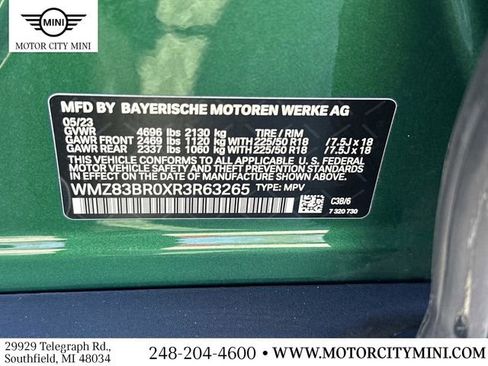 MINI
MOTOR CITY MINI
MFD BY BAYERISCHE MOTOREN WERKE AG
05/23
GVWR 4696 lbs 2130 kg TIRE / RIM
GAWR FRONT 2469 lbs 1120 kg WITH 225/50 R18 / 7.5J x 18
GAWR REAR 2337 lbs 1060 kg WITH 225/50 R18 / 7.5J x 18
THIS VEHICLE CONFORMS TO ALL APPLICABLE U.S. FEDERAL
MOTOR VEHICLE SAFETY, BUMPER, AND THEFT PREVENTION
STANDARDS IN EFFECT ON THE DATE OF MANUFACTURE SHOWN ABOVE.
WMZ83BR0XR3R63265 TYPE: MPV
C3B/6
7 320 730
29929 Telegraph Rd.,
Southfield, MI 48034
248-204-4600 - WWW.MOTORCITYMINI.COM